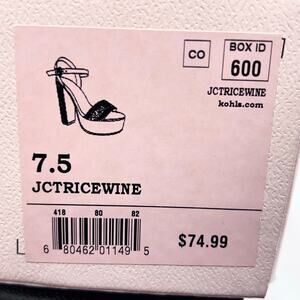 CO
BOX ID
600
JCTRICEWINE
kohls.com
7.5
JCTRICEWINE
418 80 82
6 80462 01149 5
$74.99